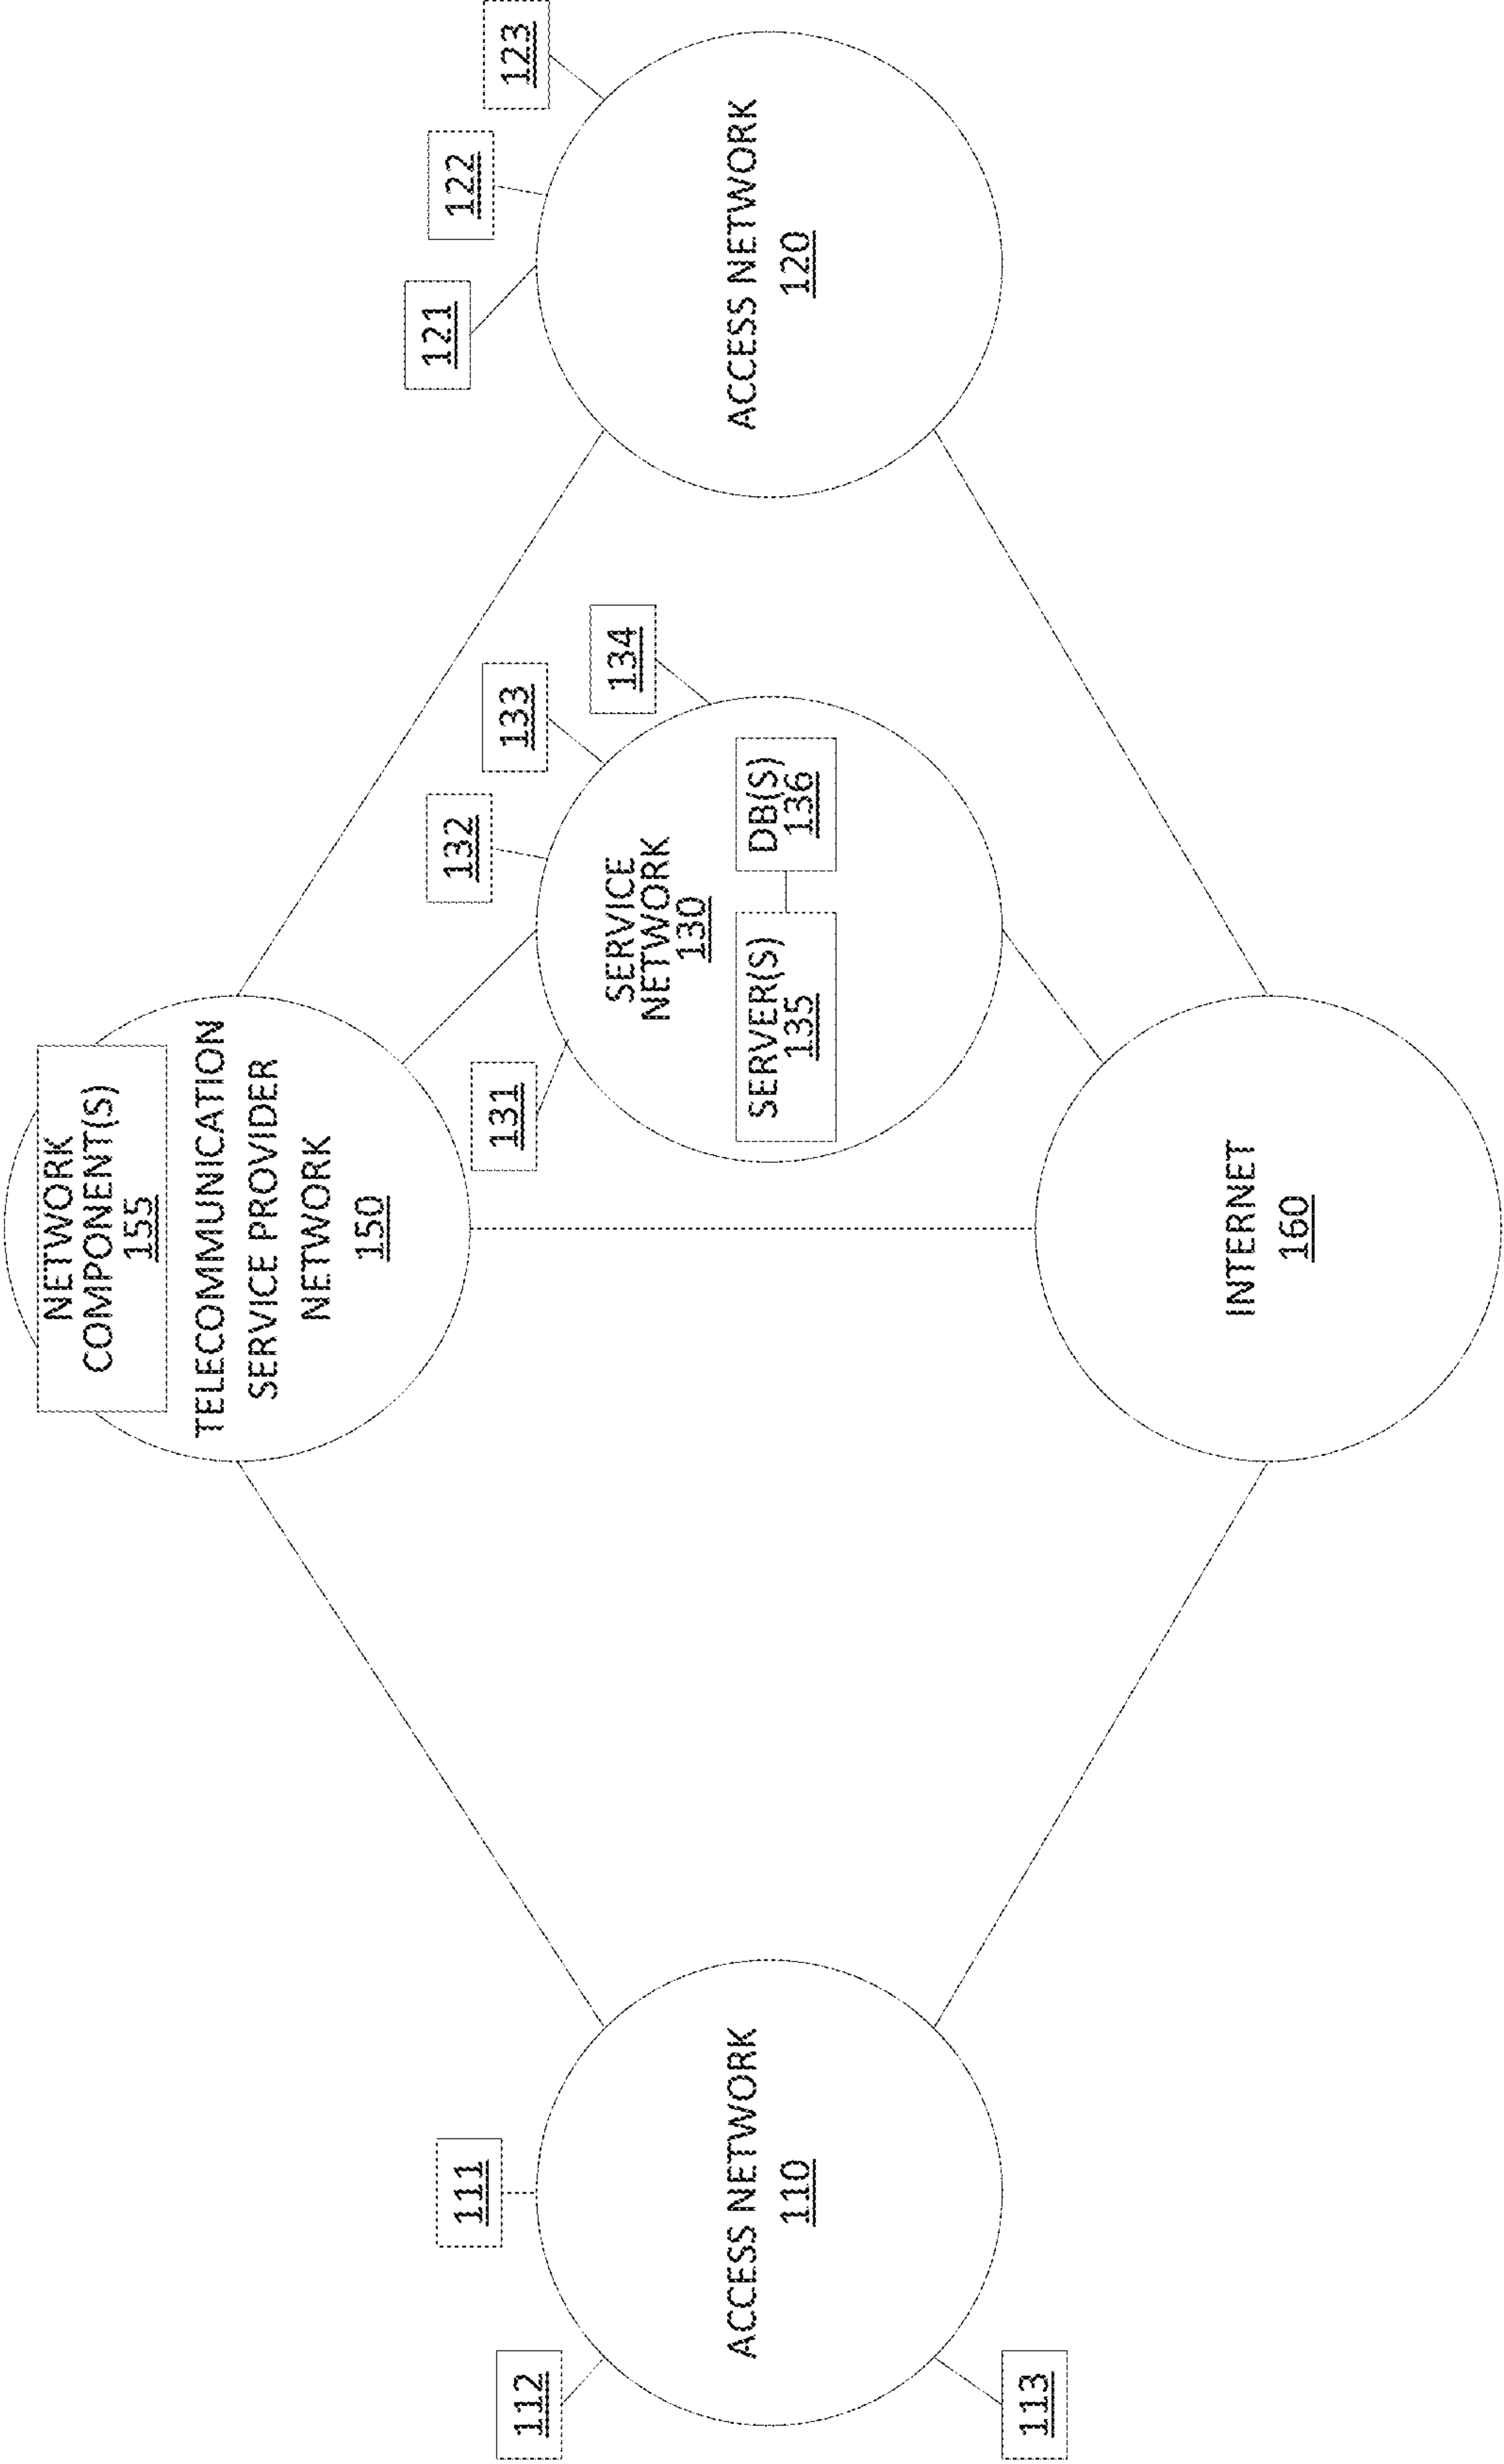 NETWORK
COMPONENT(S)
155
TELECOMMUNICATION
SERVICE PROVIDER
NETWORK
150
112
111
131
132
133
134
121
122
123
ACCESS NETWORK
110
SERVICE
NETWORK
130
SERVER(S)
135
DB(S)
136
ACCESS NETWORK
120
113
INTERNET
160